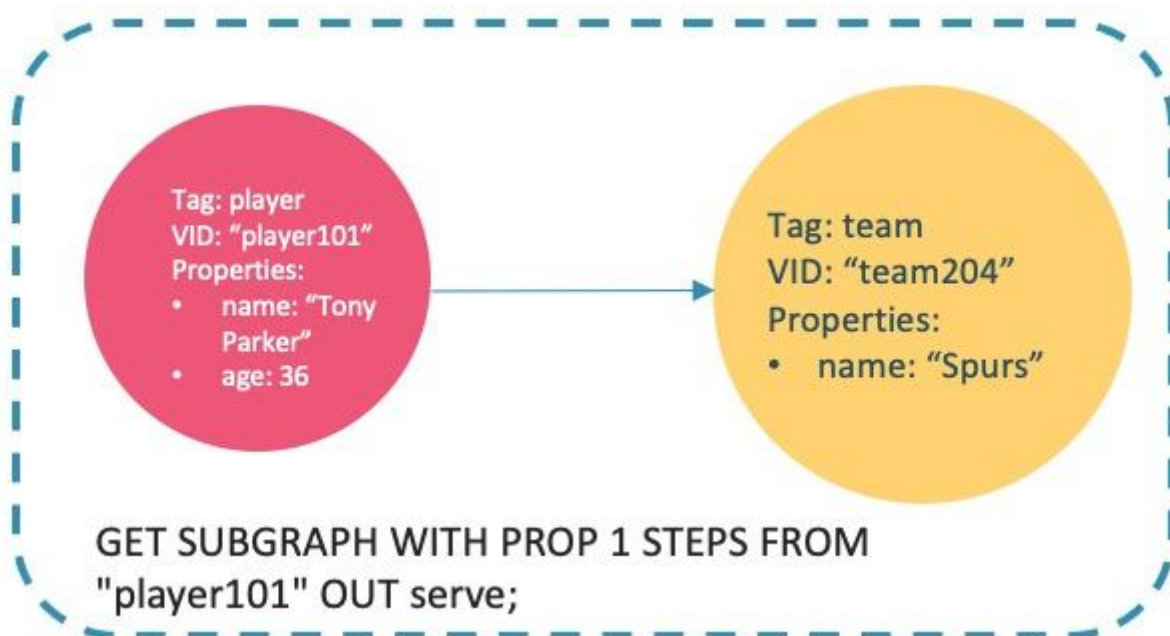 Tag: player
VID: “player101”
Properties:
• name: “Tony
Parker”
• age: 36
Tag: team
VID: “team204”
Properties:
• name: “Spurs”
GET SUBGRAPH WITH PROP 1 STEPS FROM
"player101" OUT serve;